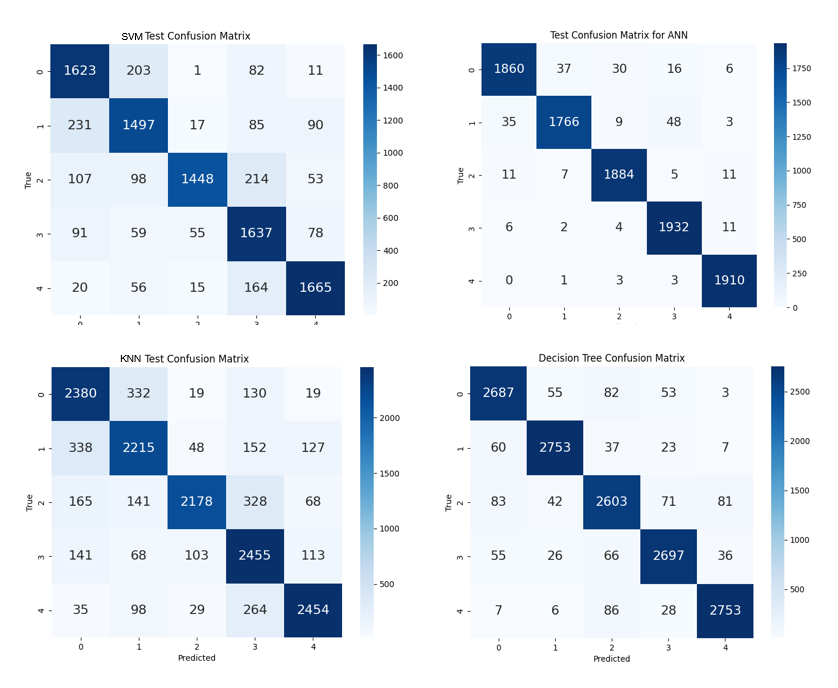 SVM Test Confusion Matrix
0 1623 203 1 82 11
1 231 1497 17 85 90
2 107 98 1448 214 53
3 91 59 55 1637 78
4 20 56 15 164 1665
0 1 2 3 4
True
1600
1400
1200
1000
800
600
400
200
Test Confusion Matrix for ANN
0 1860 37 30 16 6
1 35 1766 9 48 3
2 11 7 1884 5 11
3 6 2 4 1932 11
4 0 1 3 3 1910
0 1 2 3 4
True
1750
1500
1250
1000
750
500
250
0
KNN Test Confusion Matrix
0 2380 332 19 130 19
1 338 2215 48 152 127
2 165 141 2178 328 68
3 141 68 103 2455 113
4 35 98 29 264 2454
0 1 2 3 4
Predicted
True
2000
1500
1000
500
Decision Tree Confusion Matrix
0 2687 55 82 53 3
1 60 2753 37 23 7
2 83 42 2603 71 81
3 55 26 66 2697 36
4 7 6 86 28 2753
0 1 2 3 4
Predicted
True
2500
2000
1500
1000
500